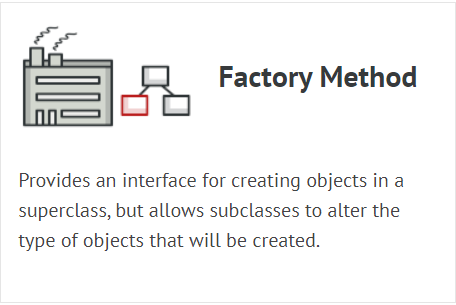 Factory Method
Provides an interface for creating objects in a
superclass, but allows subclasses to alter the
type of objects that will be created.